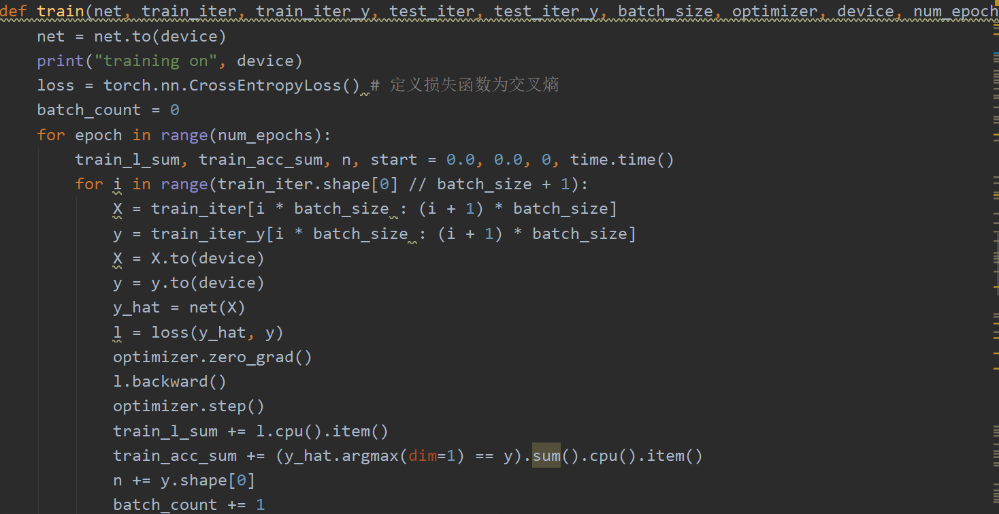 def train(net, train_iter, train_iter_y, test_iter, test_iter_y, batch_size, optimizer, device, num_epoch
    net = net.to(device)
    print("training on", device)
    loss = torch.nn.CrossEntropyLoss() # 定义损失函数为交叉熵
    batch_count = 0
    for epoch in range(num_epochs):
        train_l_sum, train_acc_sum, n, start = 0.0, 0.0, 0, time.time()
        for i in range(train_iter.shape[0] // batch_size + 1):
            X = train_iter[i * batch_size : (i + 1) * batch_size]
            y = train_iter_y[i * batch_size : (i + 1) * batch_size]
            X = X.to(device)
            y = y.to(device)
            y_hat = net(X)
            l = loss(y_hat, y)
            optimizer.zero_grad()
            l.backward()
            optimizer.step()
            train_l_sum += l.cpu().item()
            train_acc_sum += (y_hat.argmax(dim=1) == y).sum().cpu().item()
            n += y.shape[0]
            batch_count += 1